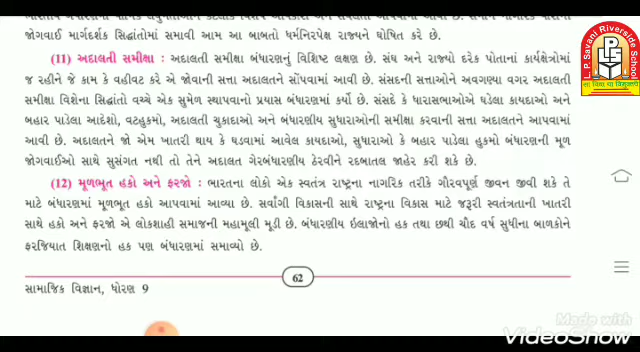 જોગવાઈ માર્ગદર્શક સિદ્ધાંતોમાં સમાવી આમ આ બાબતો ધર્મનિરપેક્ષ રાજ્યને ઘોષિત કરે છે.
(11) અદાલતી સમીક્ષા : અદાલતી સમીક્ષા બંધારણનું વિશિષ્ટ લક્ષણ છે. સંઘ અને રાજ્યો દરેક પોતાનાં કાર્યક્ષેત્રોમાં
જ રહીને જે કામ કે વહીવટ કરે એ જોવાની સત્તા અદાલતને સોંપવામાં આવી છે. સંસદની સત્તાઓને અવગણ્યા વગર અદાલતી
સમીક્ષા વિશેના સિદ્ધાંતો વચ્ચે એક સુમેળ સ્થાપવાનો પ્રયાસ બંધારણમાં કર્યો છે. સંસદે કે ધારાસભાએ ઘડેલા કાયદાઓ અને
બહાર પાડેલા આદેશો, વટહુકમો, અદાલતી ચુકાદાઓ અને બંધારણીય સુધારાઓની સમીક્ષા કરવાની સત્તા અદાલતને આપવામાં
આવી છે. અદાલતને જો એમ ખાતરી થાય કે ઘડવામાં આવેલ કાયદાઓ, સુધારાઓ કે બહાર પાડેલા હુકમો બંધારણની મૂળ
જોગવાઈઓ સાથે સુસંગત નથી તો તેને અદાલત ગેરબંધારણીય ઠેરવીને રદબાતલ જાહેર કરી શકે છે.
(12) મૂળભૂત હકો અને ફરજો : ભારતના લોકો એક સ્વતંત્ર રાષ્ટ્રના નાગરિક તરીકે ગૌરવપૂર્ણ જીવન જીવી શકે તે
માટે બંધારણમાં મૂળભૂત હકો આપવામાં આવ્યા છે. સર્વાંગી વિકાસની સાથે રાષ્ટ્રના વિકાસ માટે જરૂરી સ્વતંત્રતાની ખાતરી
સાથે હકો અને ફરજો એ લોકશાહી સમાજની મહામૂલી મૂડી છે. બંધારણીય ઇલાજોનો હક તથા છથી ચૌદ વર્ષ સુધીના બાળકોને
ફરજિયાત શિક્ષણનો હક પણ બંધારણમાં સમાવ્યો છે.
62
સામાજિક વિજ્ઞાન, ધોરણ 9
L.P.Savani Riverside School
Made with
VideoShow